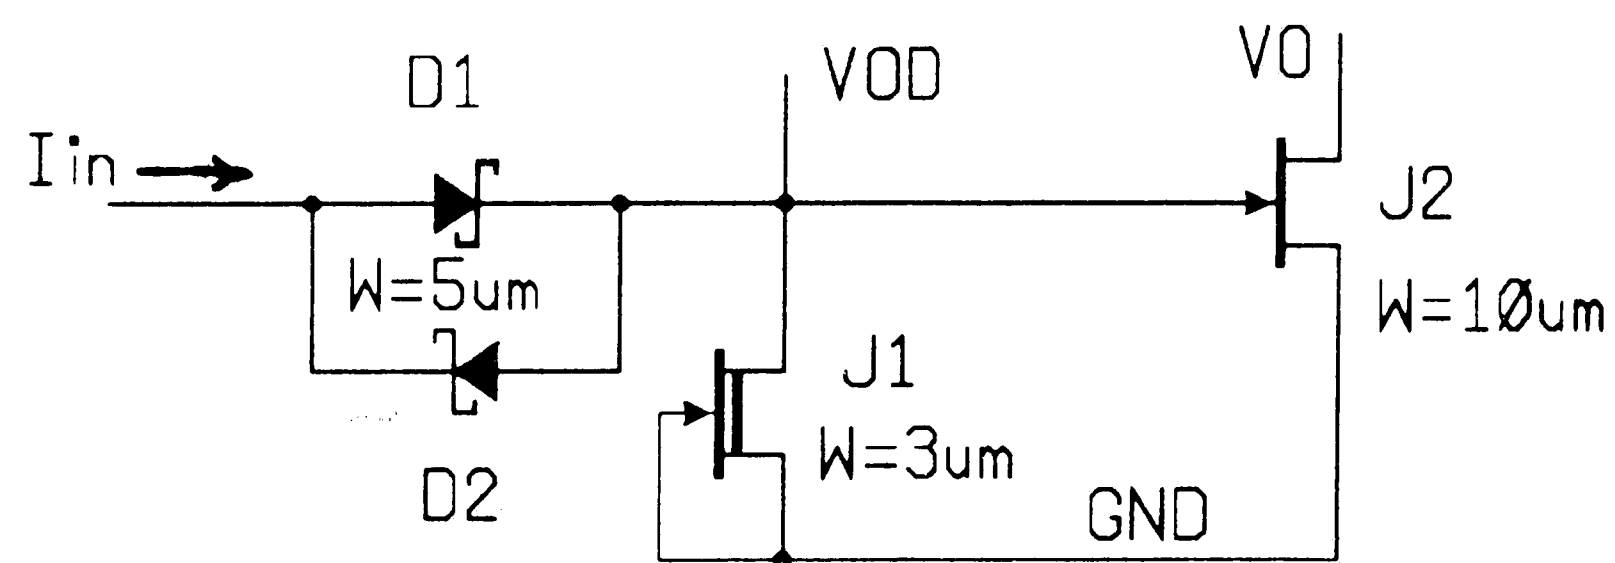 D1
VOD
VO
Iin
J2
W=5um
W=10um
J1
W=3um
D2
GND